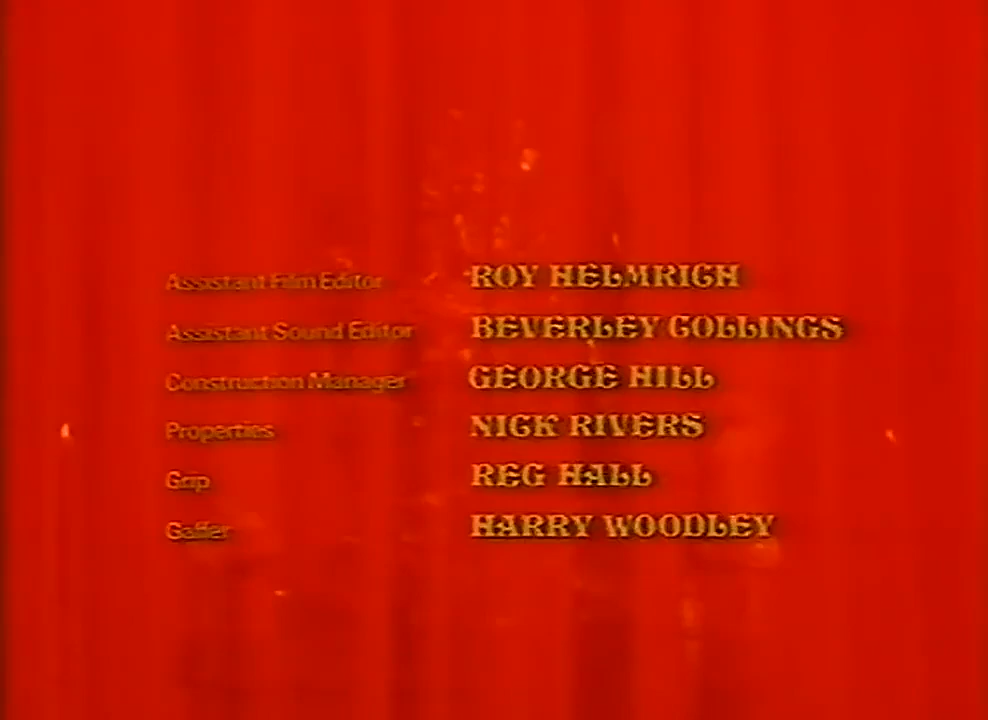 Assistant Film Editor ROY HELMRICH
Assistant Sound Editor BEVERLEY COLLINGS
Construction Manager GEORGE HILL
Properties NICK RIVERS
Grip REG HALL
Gaffer HARRY WOODLEY